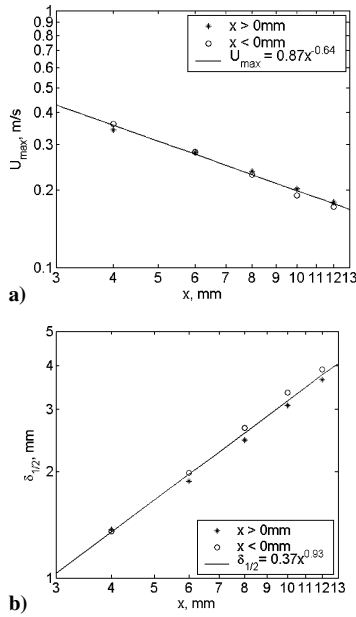 1
0.9
0.8
0.7
0.6
0.5
0.4
0.3
0.2
0.1
U_max, m/s
x > 0mm
x < 0mm
U_max = 0.87x^-0.64
3 4 5 6 7 8 9 10 11 12 13
x, mm
a)
5
4
3
2
1
δ_1/2, mm
x > 0mm
x < 0mm
δ_1/2 = 0.37x^0.93
3 4 5 6 7 8 9 10 11 12 13
x, mm
b)